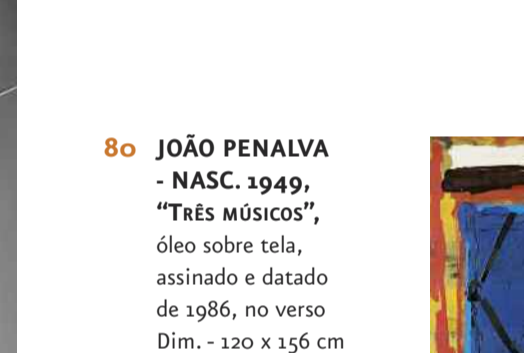 80 JOÃO PENALVA
- NASC. 1949,
“TRÊS MÚSICOS”,
óleo sobre tela,
assinado e datado
de 1986, no verso
Dim. - 120 x 156 cm